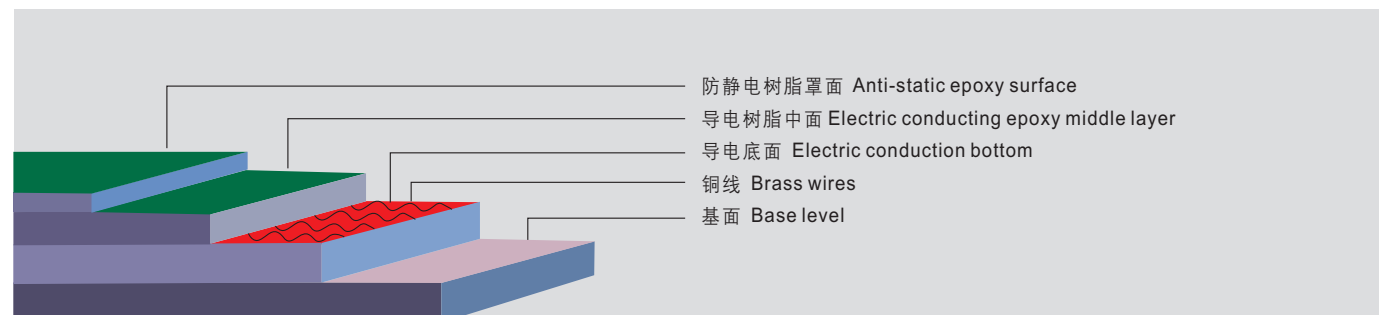 防静电树脂罩面 Anti-static epoxy surface
导电树脂中面 Electric conducting epoxy middle layer
导电底面 Electric conduction bottom
铜线 Brass wires
基面 Base level